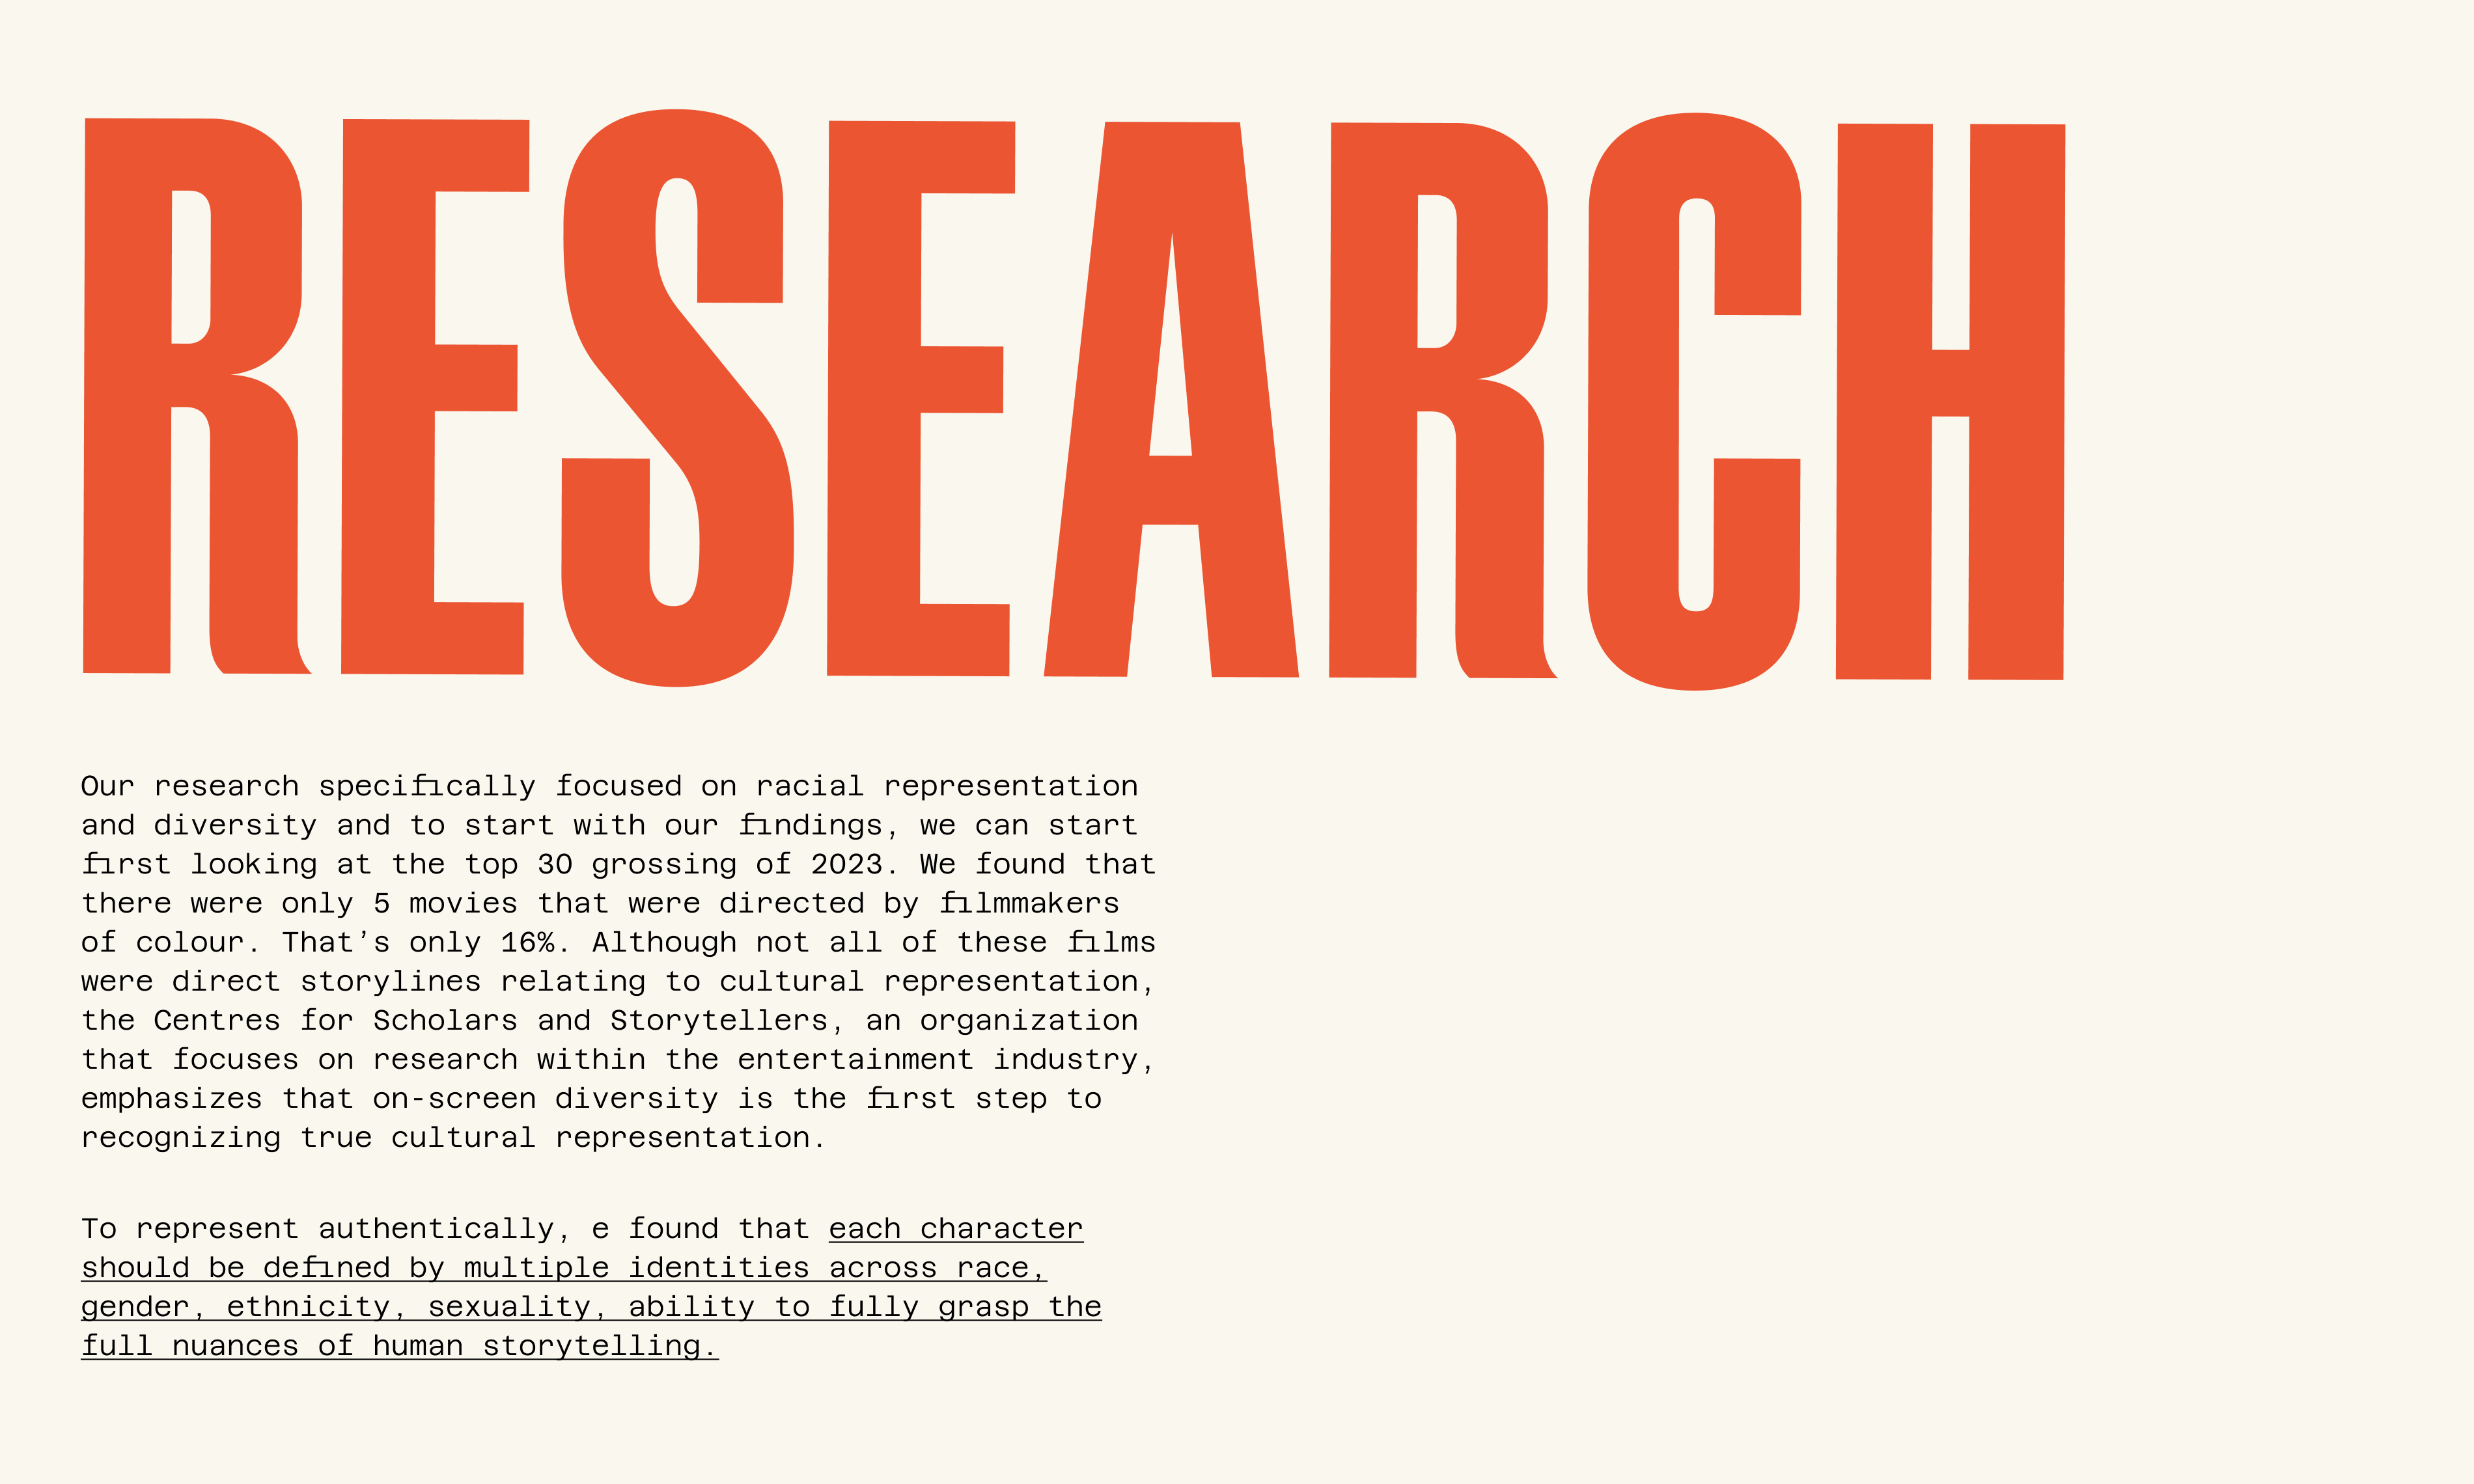 RESEARCH
Our research specifically focused on racial representation
and diversity and to start with our findings, we can start
first looking at the top 30 grossing of 2023. We found that
there were only 5 movies that were directed by filmmakers
of colour. That’s only 16%. Although not all of these films
were direct storylines relating to cultural representation,
the Centres for Scholars and Storytellers, an organization
that focuses on research within the entertainment industry,
emphasizes that on-screen diversity is the first step to
recognizing true cultural representation.
To represent authentically, e found that each character
should be defined by multiple identities across race,
gender, ethnicity, sexuality, ability to fully grasp the
full nuances of human storytelling.